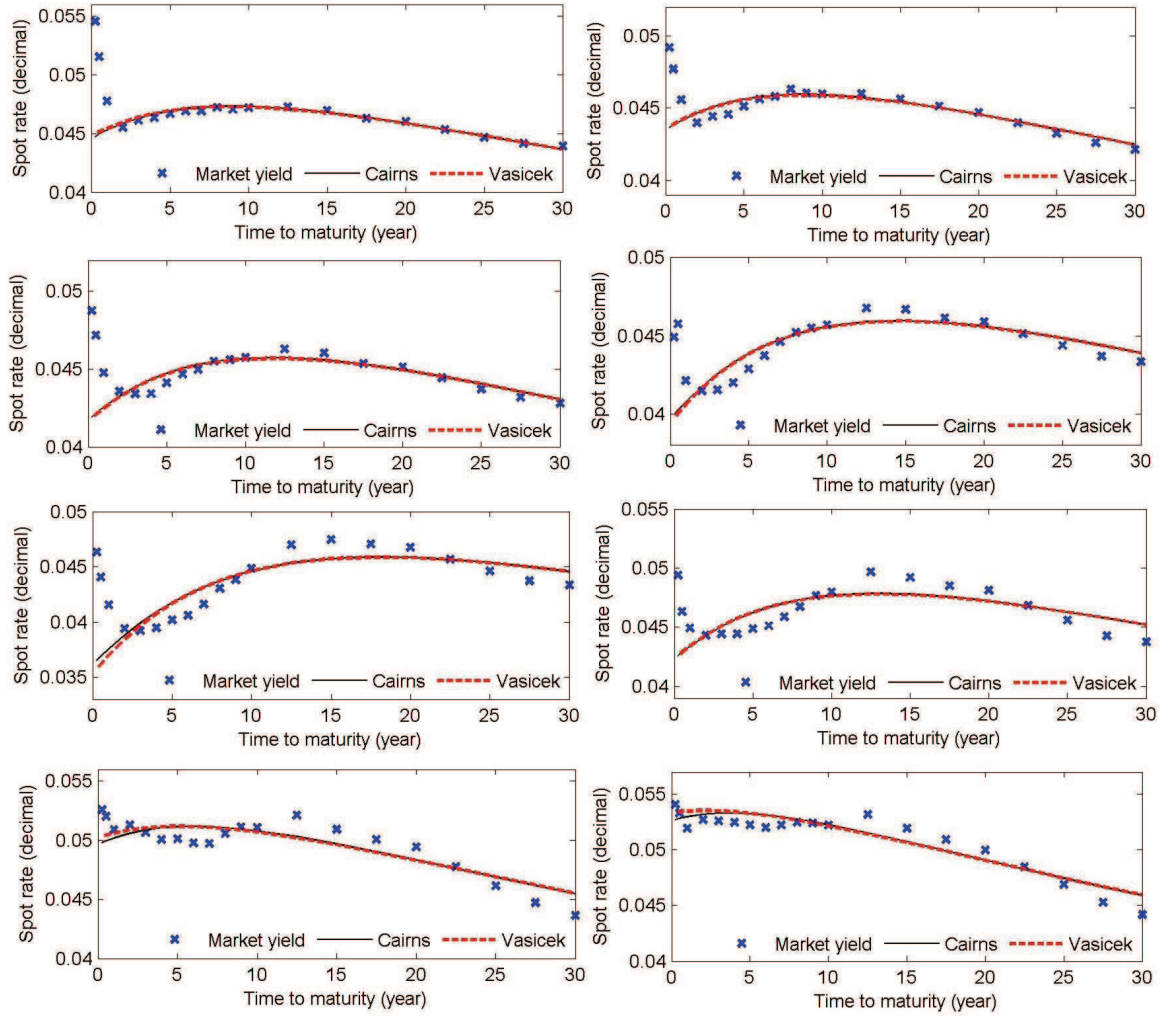 0.055
0.05
0.045
0.04
Spot rate (decimal)
Market yield Cairns Vasicek
0 5 10 15 20 25 30
Time to maturity (year)
0.05
0.045
0.04
Spot rate (decimal)
Market yield Cairns Vasicek
0 5 10 15 20 25 30
Time to maturity (year)
0.05
0.045
0.04
Spot rate (decimal)
Market yield Cairns Vasicek
0 5 10 15 20 25 30
Time to maturity (year)
0.05
0.045
0.04
Spot rate (decimal)
Market yield Cairns Vasicek
0 5 10 15 20 25 30
Time to maturity (year)
0.05
0.045
0.04
0.035
Spot rate (decimal)
Market yield Cairns Vasicek
0 5 10 15 20 25 30
Time to maturity (year)
0.055
0.05
0.045
0.04
Spot rate (decimal)
Market yield Cairns Vasicek
0 5 10 15 20 25 30
Time to maturity (year)
0.055
0.05
0.045
0.04
Spot rate (decimal)
Market yield Cairns Vasicek
0 5 10 15 20 25 30
Time to maturity (year)
0.055
0.05
0.045
0.04
Spot rate (decimal)
Market yield Cairns Vasicek
0 5 10 15 20 25 30
Time to maturity (year)